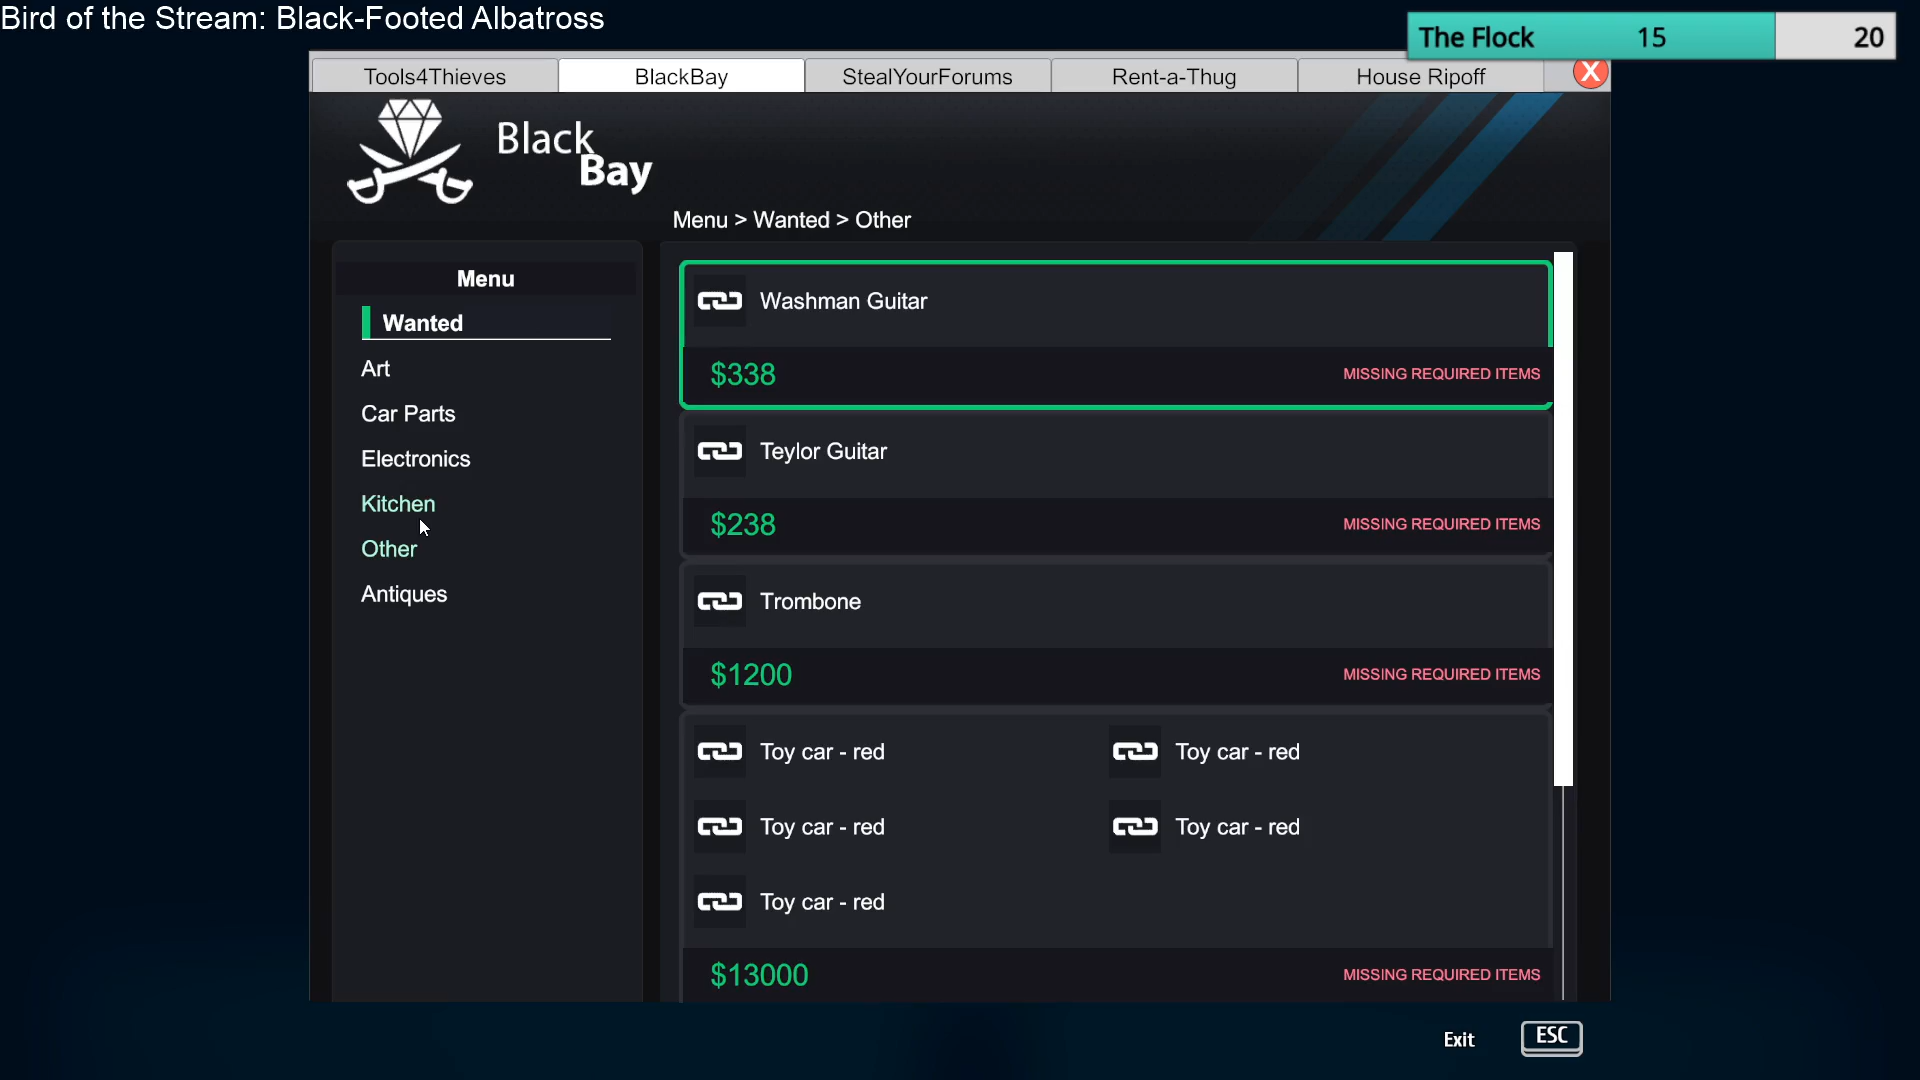 Bird of the Stream: Black-Footed Albatross
The Flock 15 20
Tools4Thieves BlackBay StealYourForums Rent-a-Thug House Ripoff X
Black
Bay
Menu > Wanted > Other
Menu
Wanted
Art
Car Parts
Electronics
Kitchen
Other
Antiques
Washman Guitar
$338 MISSING REQUIRED ITEMS
Teylor Guitar
$238 MISSING REQUIRED ITEMS
Trombone
$1200 MISSING REQUIRED ITEMS
Toy car - red Toy car - red
Toy car - red Toy car - red
Toy car - red
$13000 MISSING REQUIRED ITEMS
Exit ESC